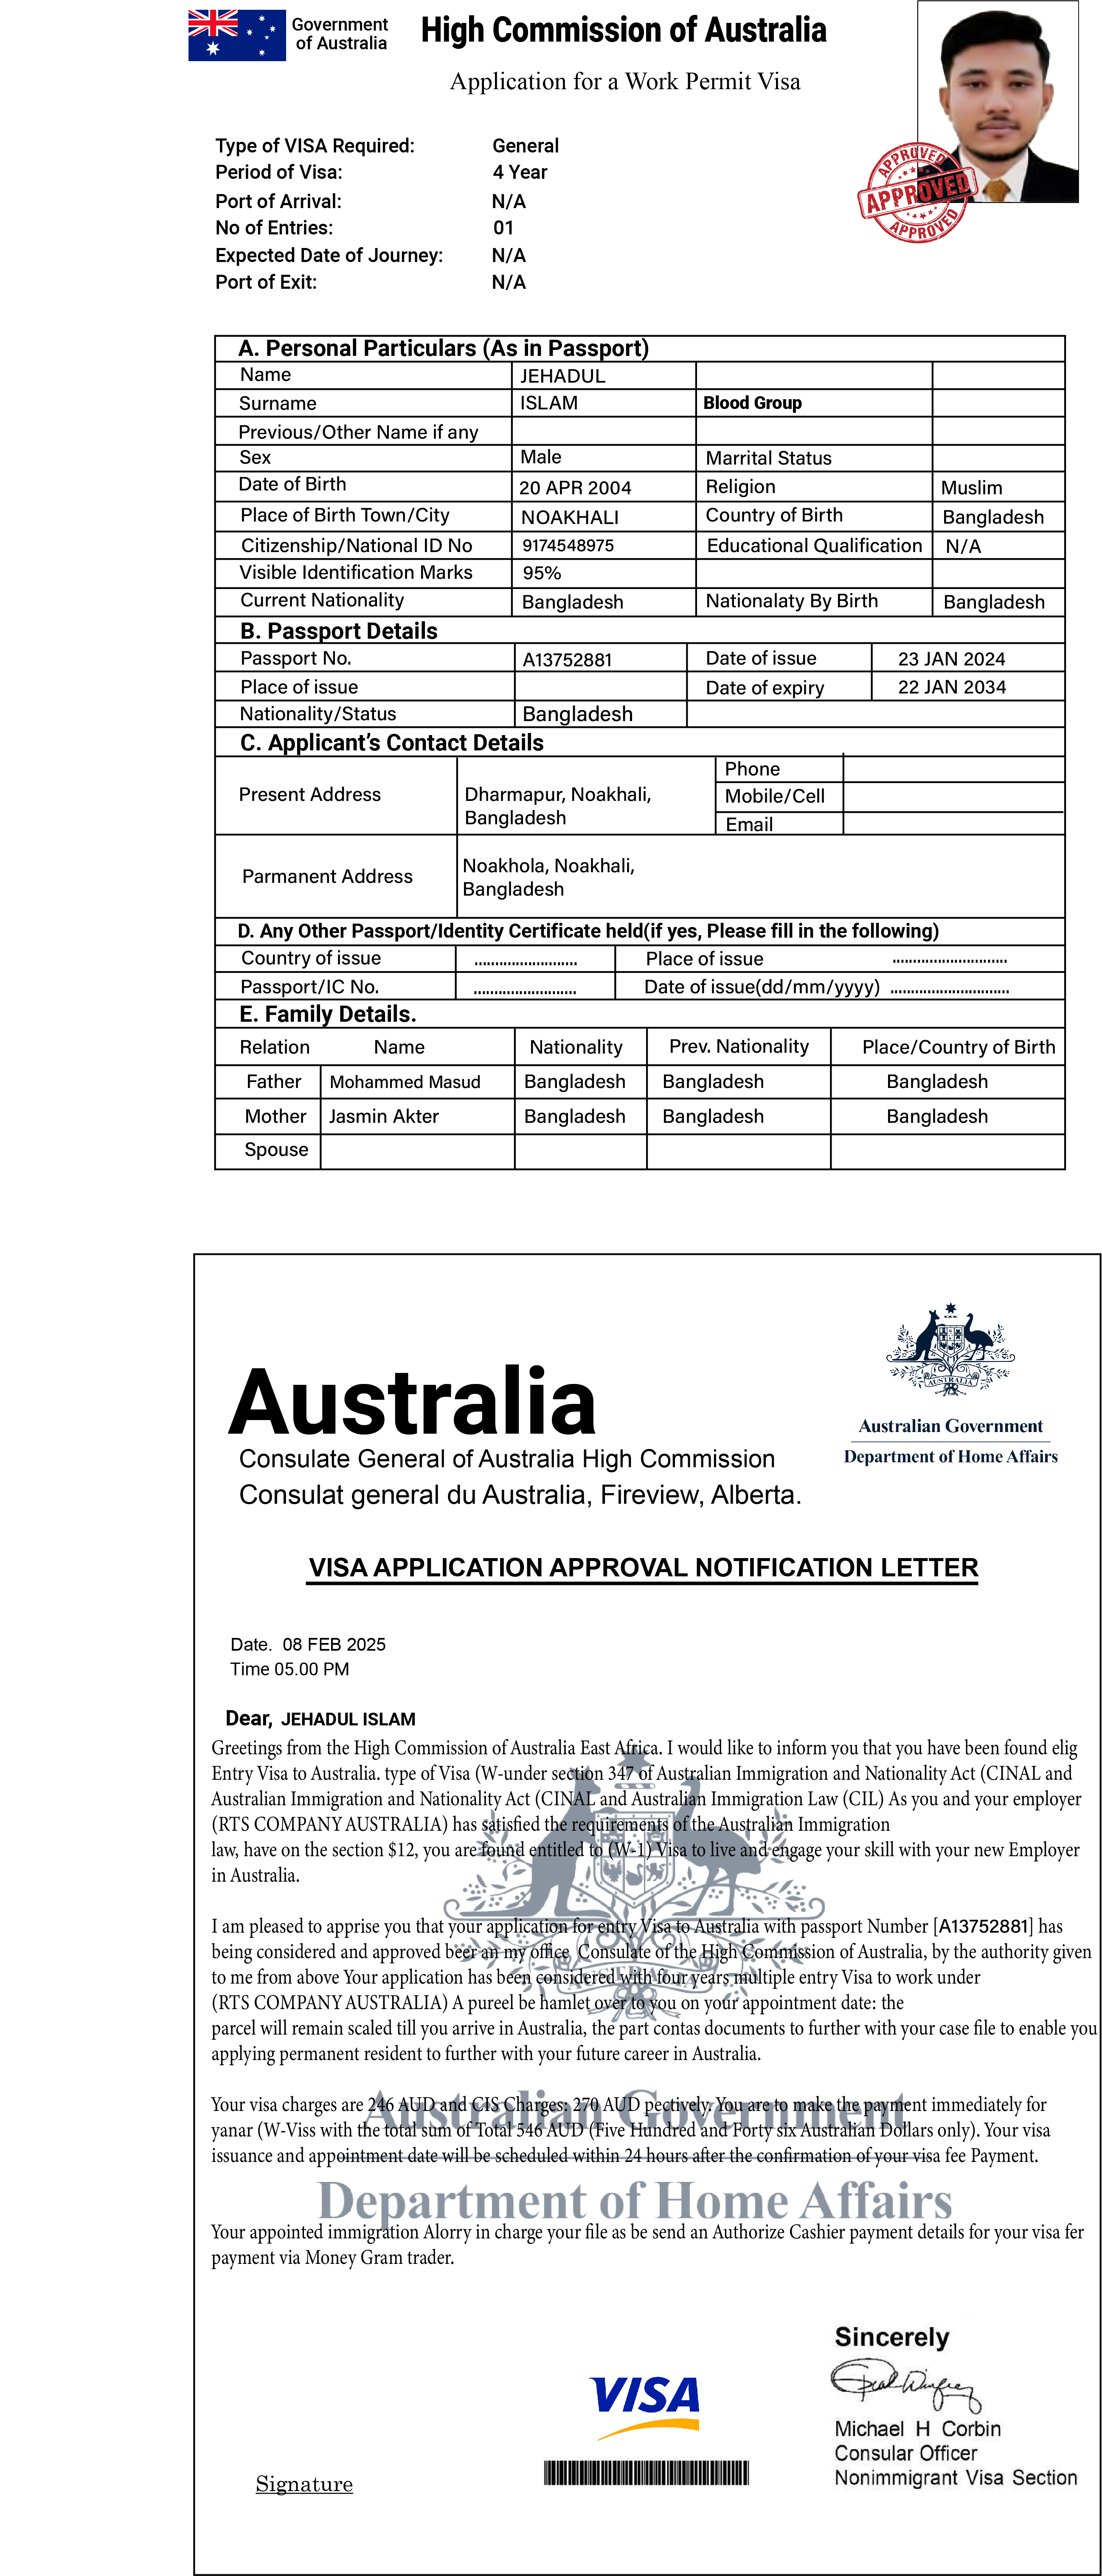 Government
of Australia
High Commission of Australia
Application for a Work Permit Visa
APPROVED
APPROVED
APPROVED
Type of VISA Required: General
Period of Visa: 4 Year
Port of Arrival: N/A
No of Entries: 01
Expected Date of Journey: N/A
Port of Exit: N/A
A. Personal Particulars (As in Passport)
Name JEHADUL
Surname ISLAM Blood Group
Previous/Other Name if any
Sex Male Marrital Status
Date of Birth 20 APR 2004 Religion Muslim
Place of Birth Town/City NOAKHALI Country of Birth Bangladesh
Citizenship/National ID No 9174548975 Educational Qualification N/A
Visible Identification Marks 95%
Current Nationality Bangladesh Nationalaty By Birth Bangladesh
B. Passport Details
Passport No. A13752881 Date of issue 23 JAN 2024
Place of issue Date of expiry 22 JAN 2034
Nationality/Status Bangladesh
C. Applicant's Contact Details
Present Address Dharmapur, Noakhali,
Bangladesh
Phone
Mobile/Cell
Email
Parmanent Address Noakhola, Noakhali,
Bangladesh
D. Any Other Passport/Identity Certificate held(if yes, Please fill in the following)
Country of issue ......................... Place of issue ............................
Passport/IC No. ......................... Date of issue(dd/mm/yyyy) .............................
E. Family Details.
Relation Name Nationality Prev. Nationality Place/Country of Birth
Father Mohammed Masud Bangladesh Bangladesh Bangladesh
Mother Jasmin Akter Bangladesh Bangladesh Bangladesh
Spouse
AUSTRALIA
Australian Government
Department of Home Affairs
Australia
Consulate General of Australia High Commission
Consulat general du Australia, Fireview, Alberta.
VISA APPLICATION APPROVAL NOTIFICATION LETTER
Date. 08 FEB 2025
Time 05.00 PM
Dear, JEHADUL ISLAM
Greetings from the High Commission of Australia East Africa. I would like to inform you that you have been found elig
Entry Visa to Australia. type of Visa (W-under section 347 of Australian Immigration and Nationality Act (CINAL and
Australian Immigration and Nationality Act (CINAL and Australian Immigration Law (CIL) As you and your employer
(RTS COMPANY AUSTRALIA) has satisfied the requirements of the Australian Immigration
law, have on the section $12, you are found entitled to (W-1) Visa to live and engage your skill with your new Employer
in Australia.
I am pleased to apprise you that your application for entry Visa to Australia with passport Number [A13752881] has
being considered and approved beer an my office Consulate of the High Commission of Australia, by the authority given
to me from above Your application has been considered with four years multiple entry Visa to work under
(RTS COMPANY AUSTRALIA) A pureel be hamlet over to you on your appointment date: the
parcel will remain scaled till you arrive in Australia, the part contas documents to further with your case file to enable you
applying permanent resident to further with your future career in Australia.
Your visa charges are 246 AUD and CIS Charges: 270 AUD pectively. You are to make the payment immediately for
yanar (W-Viss with the total sum of Total 546 AUD (Five Hundred and Forty six Australian Dollars only). Your visa
issuance and appointment date will be scheduled within 24 hours after the confirmation of your visa fee Payment.
Your appointed immigration Alorry in charge your file as be send an Authorize Cashier payment details for your visa fer
payment via Money Gram trader.
AUSTRALIA
Australian Government
Department of Home Affairs
Sincerely
VISA
Michael H Corbin
Consular Officer
Nonimmigrant Visa Section
Signature